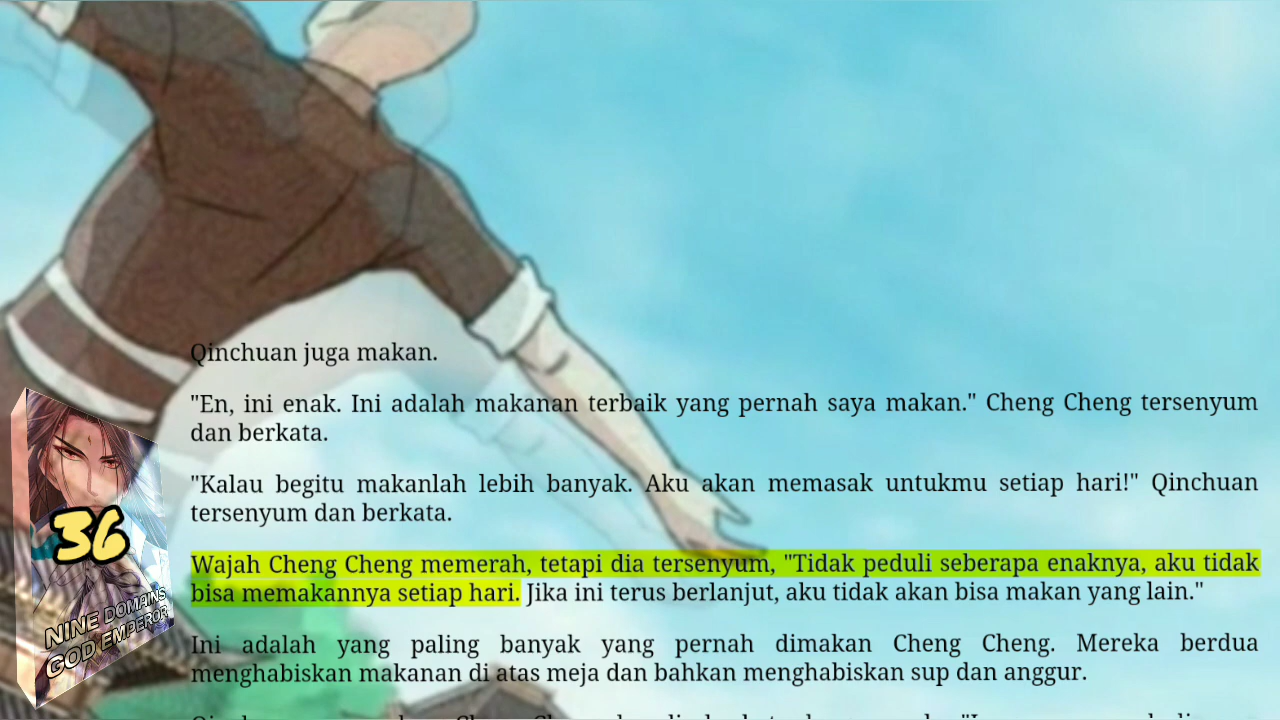 Qinchuan juga makan.
"En, ini enak. Ini adalah makanan terbaik yang pernah saya makan." Cheng Cheng tersenyum
dan berkata.
"Kalau begitu makanlah lebih banyak. Aku akan memasak untukmu setiap hari!" Qinchuan
tersenyum dan berkata.
Wajah Cheng Cheng memerah, tetapi dia tersenyum, "Tidak peduli seberapa enaknya, aku tidak
bisa memakannya setiap hari. Jika ini terus berlanjut, aku tidak akan bisa makan yang lain."
Ini adalah yang paling banyak yang pernah dimakan Cheng Cheng. Mereka berdua
menghabiskan makanan di atas meja dan bahkan menghabiskan sup dan anggur.
36
NINE DOMAINS
GOD EMPEROR